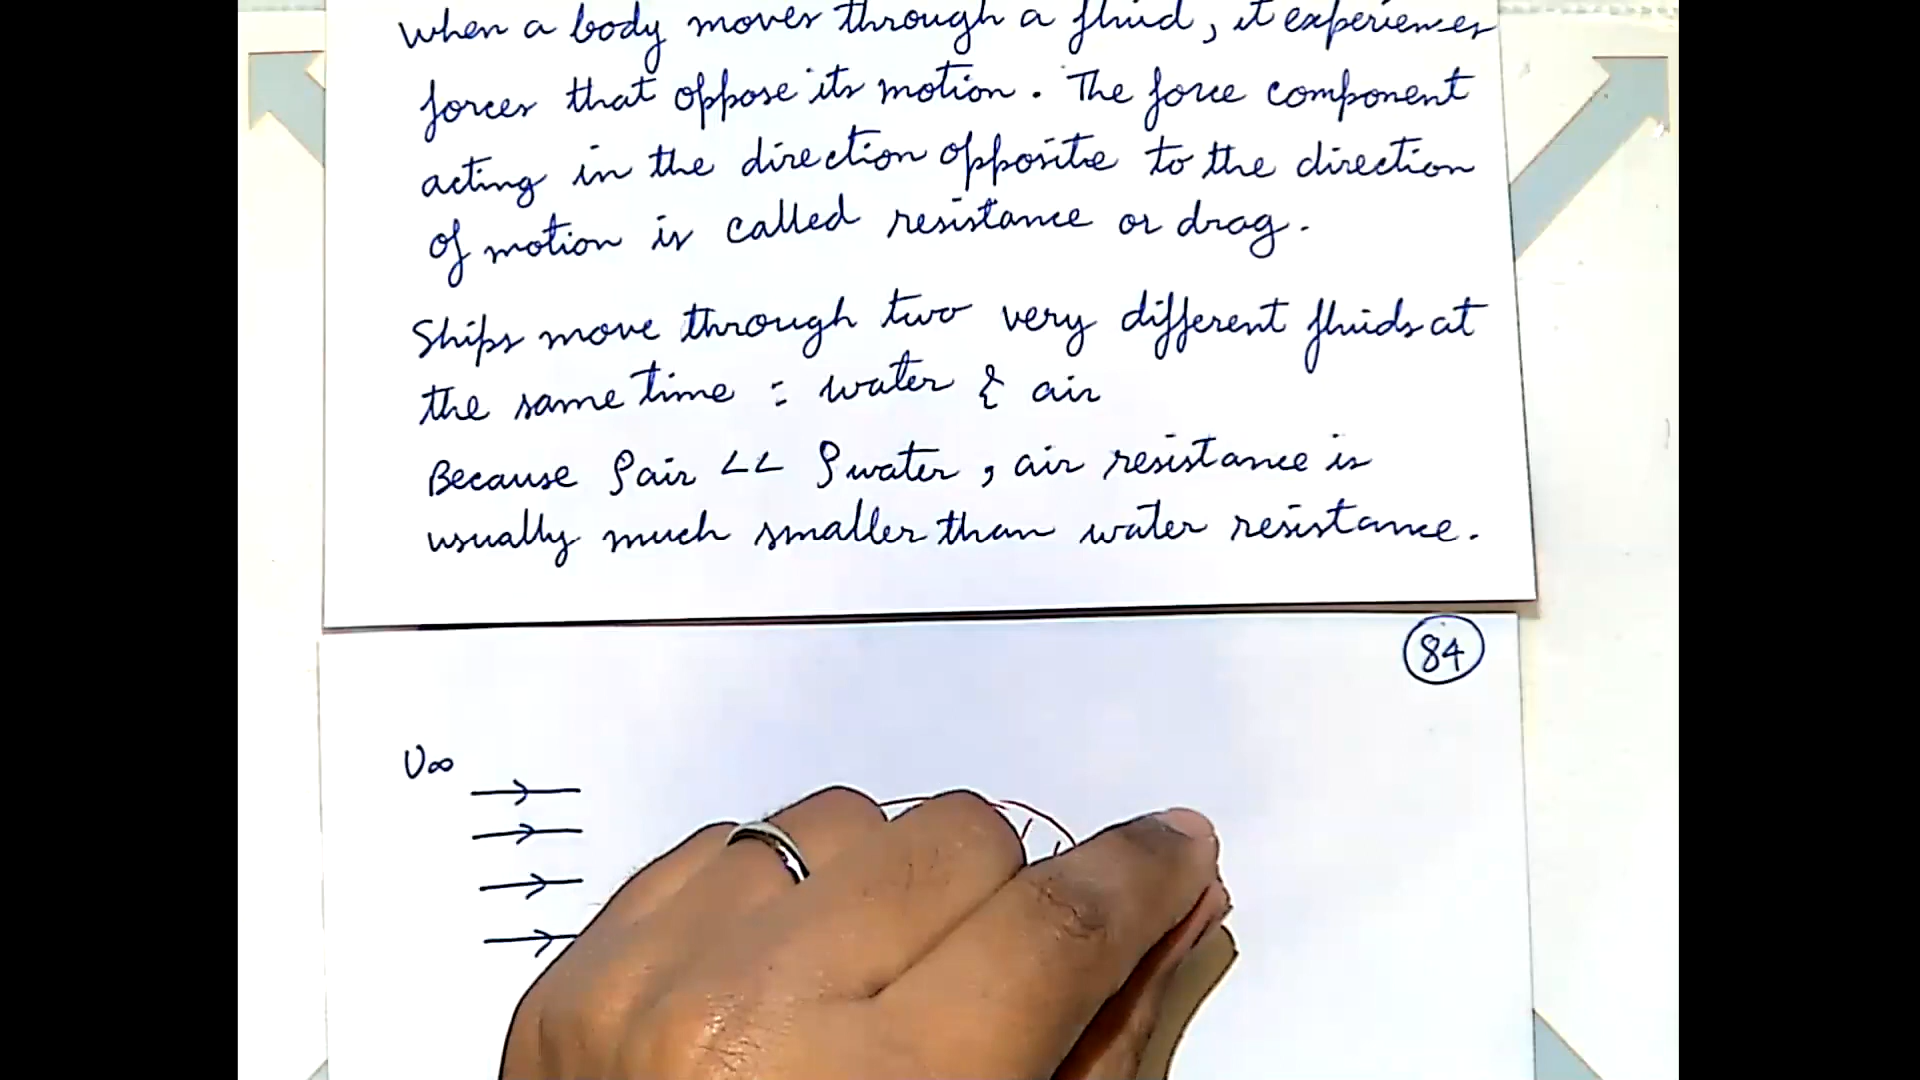 When a body moves through a fluid, it experiences
forces that oppose its motion. The force component
acting in the direction opposite to the direction
of motion is called resistance or drag.
Ships move through two very different fluids at
the same time : water & air
Because ρair << ρwater, air resistance is
usually much smaller than water resistance.
84
U∞